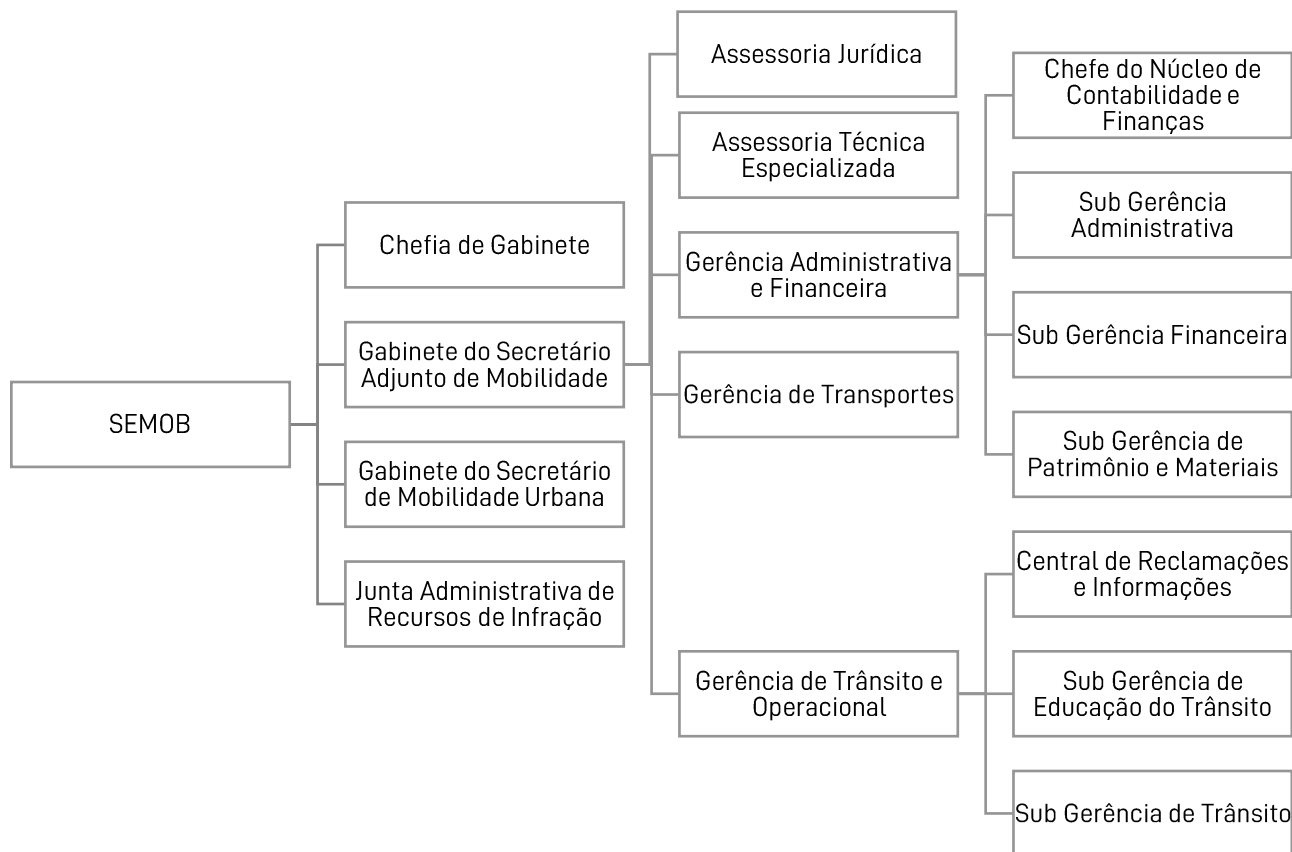 SEMOB
Chefia de Gabinete
Gabinete do Secretário
Adjunto de Mobilidade
Gabinete do Secretário
de Mobilidade Urbana
Junta Administrativa de
Recursos de Infração
Assessoria Jurídica
Assessoria Técnica
Especializada
Gerência Administrativa
e Financeira
Gerência de Transportes
Gerência de Trânsito e
Operacional
Chefe do Núcleo de
Contabilidade e
Finanças
Sub Gerência
Administrativa
Sub Gerência Financeira
Sub Gerência de
Patrimônio e Materiais
Central de Reclamações
e Informações
Sub Gerência de
Educação do Trânsito
Sub Gerência de Trânsito